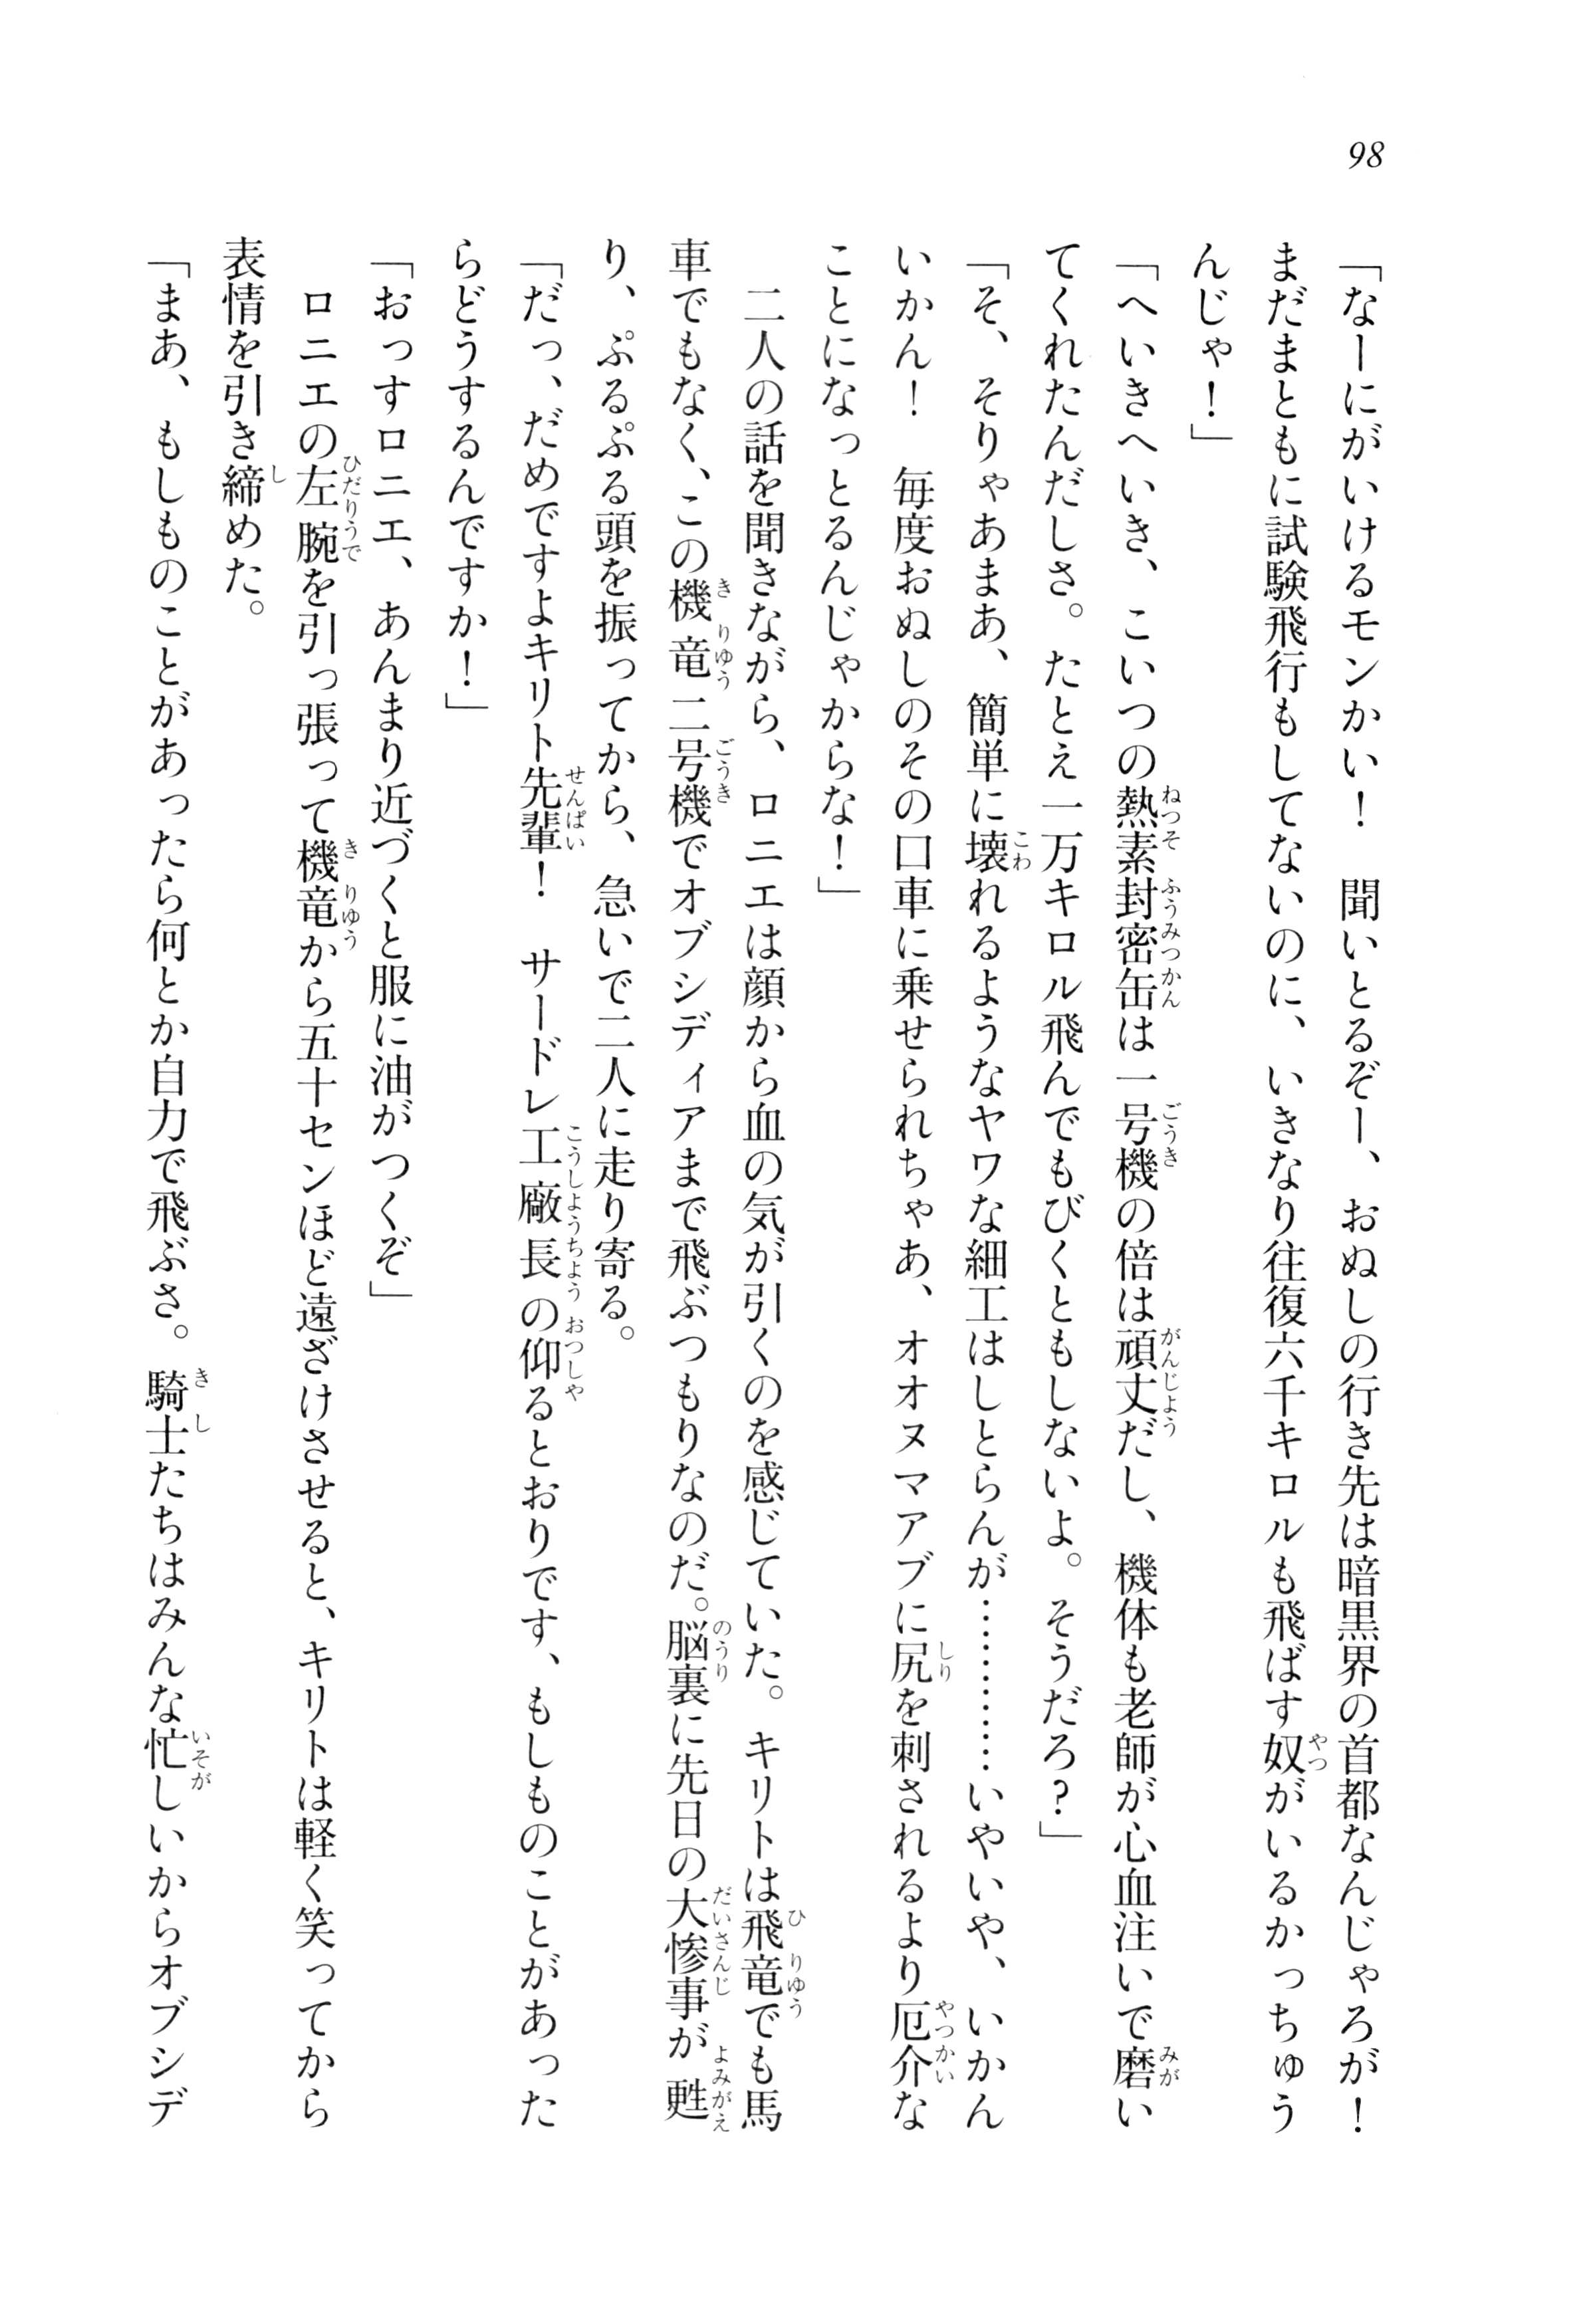 98
「なーにがいけるモンかい！　聞いとるぞー、おぬしの行き先は暗黒界の首都なんじゃろが！
まだまともに試験飛行もしてないのに、いきなり往復六千キロルも飛ばす奴がいるかっちゅう
んじゃ！」
「へいきへいき、こいつの熱素封密缶は一号機の倍は頑丈だし、機体も老師が心血注いで磨い
てくれたんだしさ。たとえ一万キロル飛んでもびくともしないよ。そうだろ？」
「そ、そりゃあまあ、簡単に壊れるようなヤワな細工はしとらんが…………いやいや、いかん
いかん！　毎度おぬしのその口車に乗せられちゃあ、オオヌマアブに尻を刺されるより厄介な
ことになっとるんじゃからな！」
　二人の話を聞きながら、ロニエは顔から血の気が引くのを感じていた。キリトは飛竜でも馬
車でもなく、この機竜二号機でオブシディアまで飛ぶつもりなのだ。脳裏に先日の大惨事が甦
り、ぷるぷる頭を振ってから、急いで二人に走り寄る。
「だっ、だめですよキリト先輩！　サードレ工廠長の仰るとおりです、もしものことがあった
らどうするんですか！」
「おっすロニエ、あんまり近づくと服に油がつくぞ」
　ロニエの左腕を引っ張って機竜から五十センほど遠ざけさせると、キリトは軽く笑ってから
表情を引き締めた。
「まあ、もしものことがあったら何とか自力で飛ぶさ。騎士たちはみんな忙しいからオブシデ